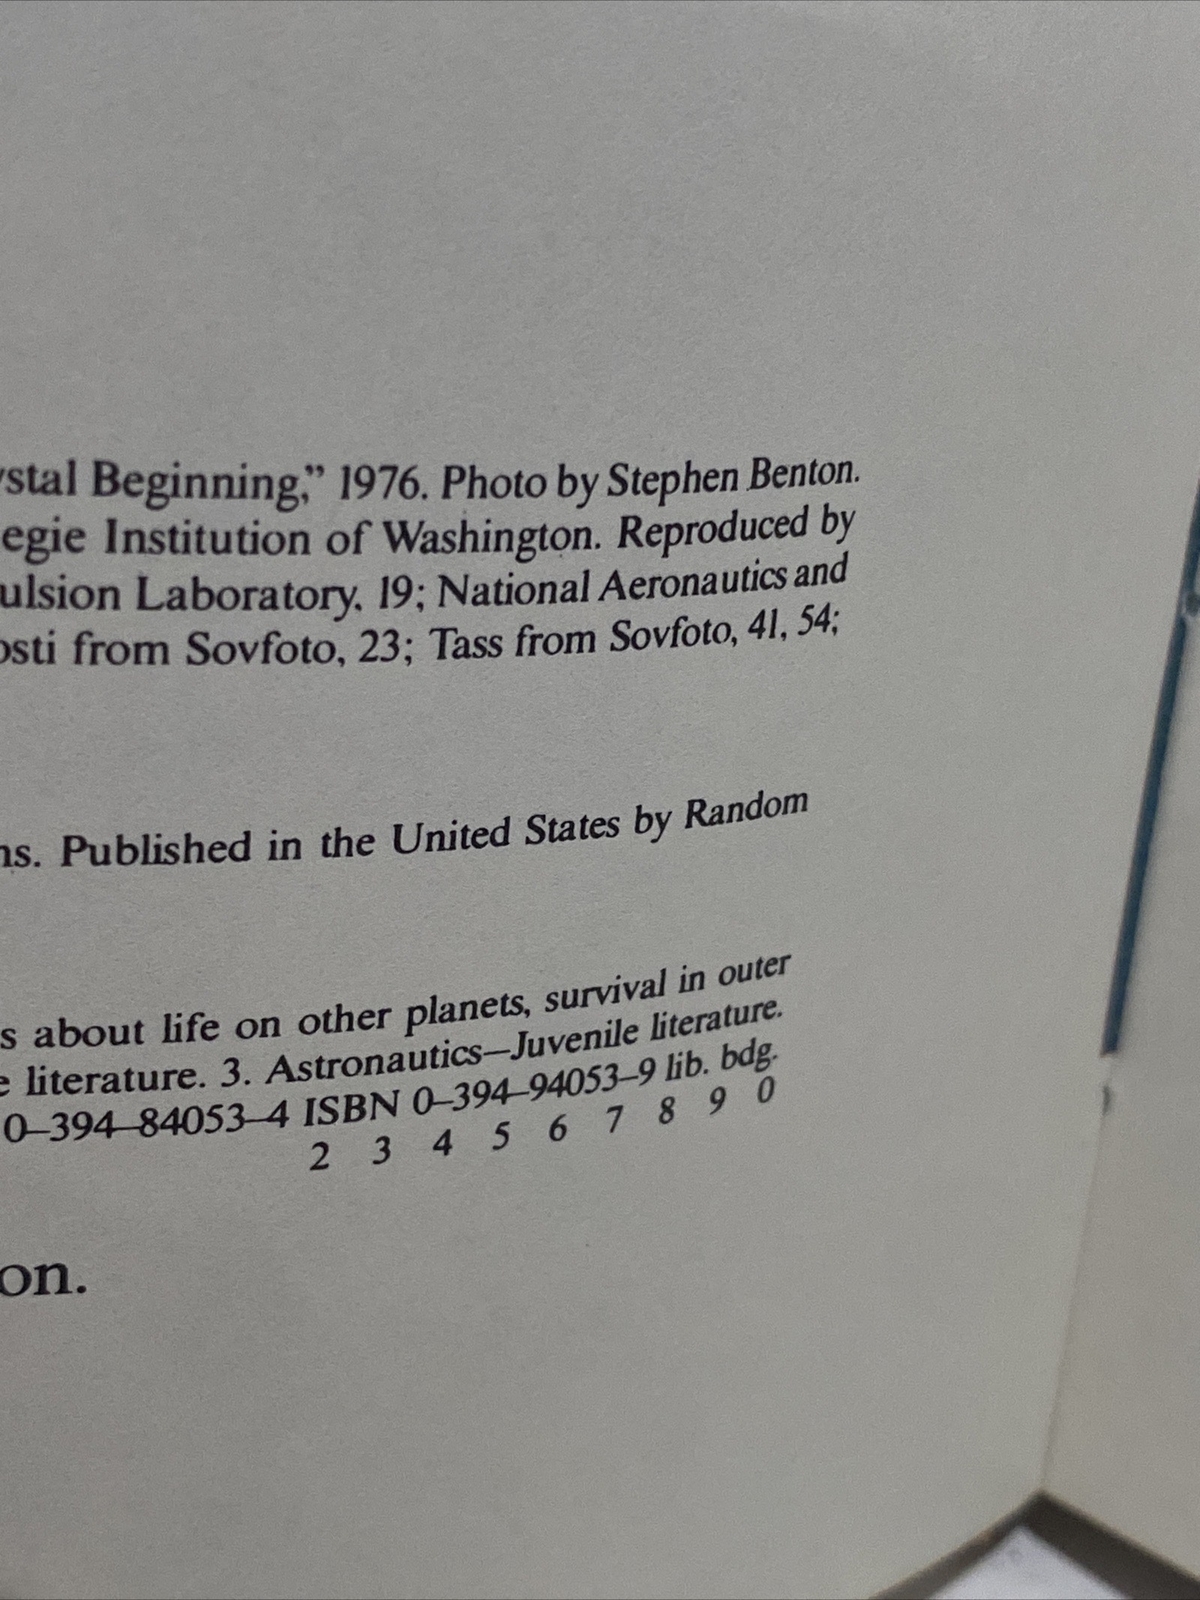 ystal Beginning," 1976. Photo by Stephen Benton.
egie Institution of Washington. Reproduced by
ulsion Laboratory, 19; National Aeronautics and
osti from Sovfoto, 23; Tass from Sovfoto, 41, 54;
ns. Published in the United States by Random
s about life on other planets, survival in outer
e literature. 3. Astronautics—Juvenile literature.
0–394–84053–4 ISBN 0–394–94053–9 lib. bdg.
2 3 4 5 6 7 8 9 0
on.